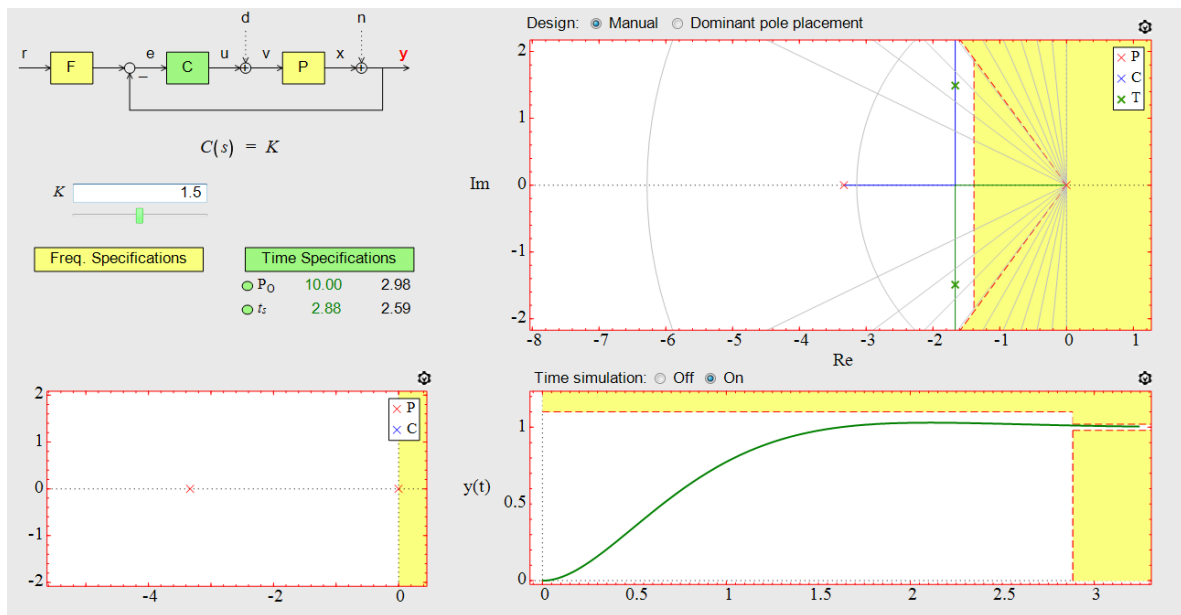 d n
r e u v x y
F C P
−
C(s) = K
K 1.5
Freq. Specifications Time Specifications
P_O 10.00 2.98
t_s 2.88 2.59
Design: Manual Dominant pole placement
P
C
T
2
1
Im 0
-1
-2
-8 -7 -6 -5 -4 -3 -2 -1 0 1
Re
P
C
2
1
0
-1
-2
-4 -2 0
Time simulation: Off On
1
y(t) 0.5
0
0 0.5 1 1.5 2 2.5 3